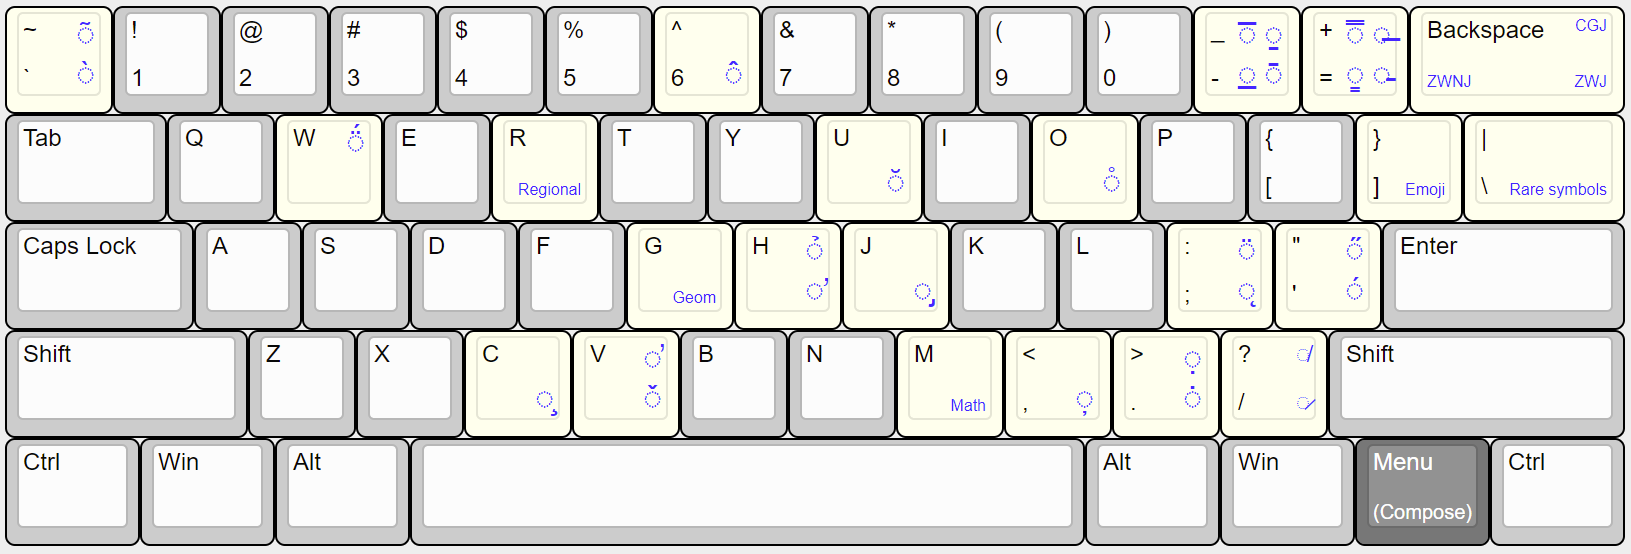 ~ ◌̃ ! @ # $ % ^ & * ( ) _ + Backspace CGJ
` ◌̀ 1 2 3 4 5 6 ◌̂ 7 8 9 0 - = ZWNJ ZWJ
Tab Q W E R T Y U I O P { } |
Regional ◌̆ ◌̊ [ ] Emoji \ Rare symbols
Caps Lock A S D F G H ◌̉ J K L : ◌̈ " ◌̋ Enter
Geom ; ◌̨ ' ◌́
Shift Z X C V B N M < > ◌̣ ? Shift
◌̧ ◌̌ Math , ◌̦ . ◌̇ /
Ctrl Win Alt Alt Win Menu Ctrl
(Compose)